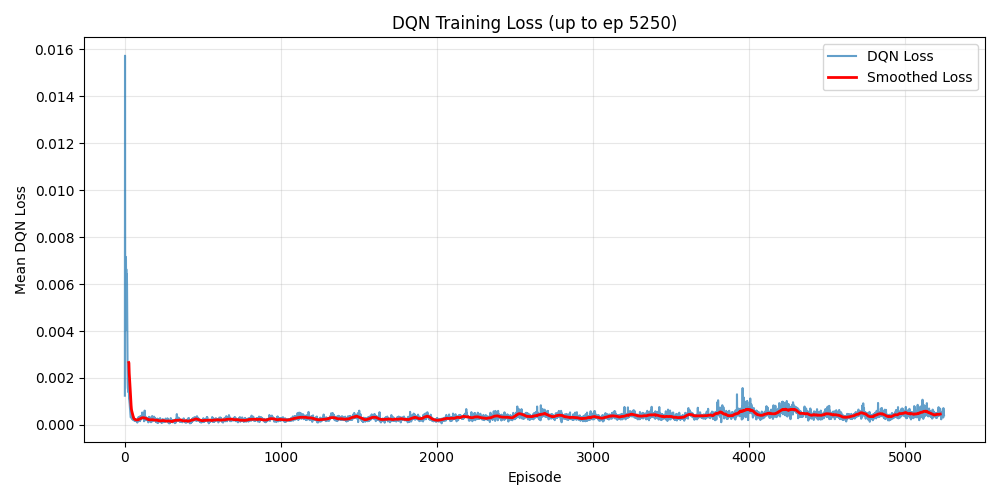 DQN Training Loss (up to ep 5250)
DQN Loss
Smoothed Loss
Mean DQN Loss
0.016
0.014
0.012
0.010
0.008
0.006
0.004
0.002
0.000
0 1000 2000 3000 4000 5000
Episode